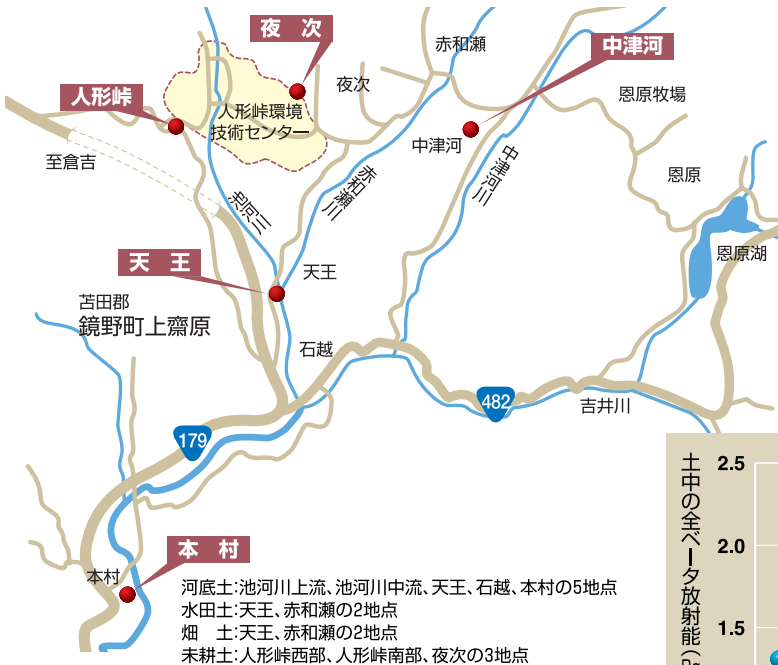 夜 次
赤和瀬
中津河
人形峠
夜次
恩原牧場
人形峠環境
技術センター
中津河
至倉吉
恩原
池河川
赤和瀬川
中津河川
天 王
天王
恩原湖
苫田郡
鏡野町上齋原
石越
482
吉井川
179
土中の全ベータ放射能(
2.5
2.0
1.5
本 村
本村
河底土:池河川上流、池河川中流、天王、石越、本村の5地点
水田土:天王、赤和瀬の2地点
畑 土:天王、赤和瀬の2地点
未耕土:人形峠西部、人形峠南部、夜次の3地点